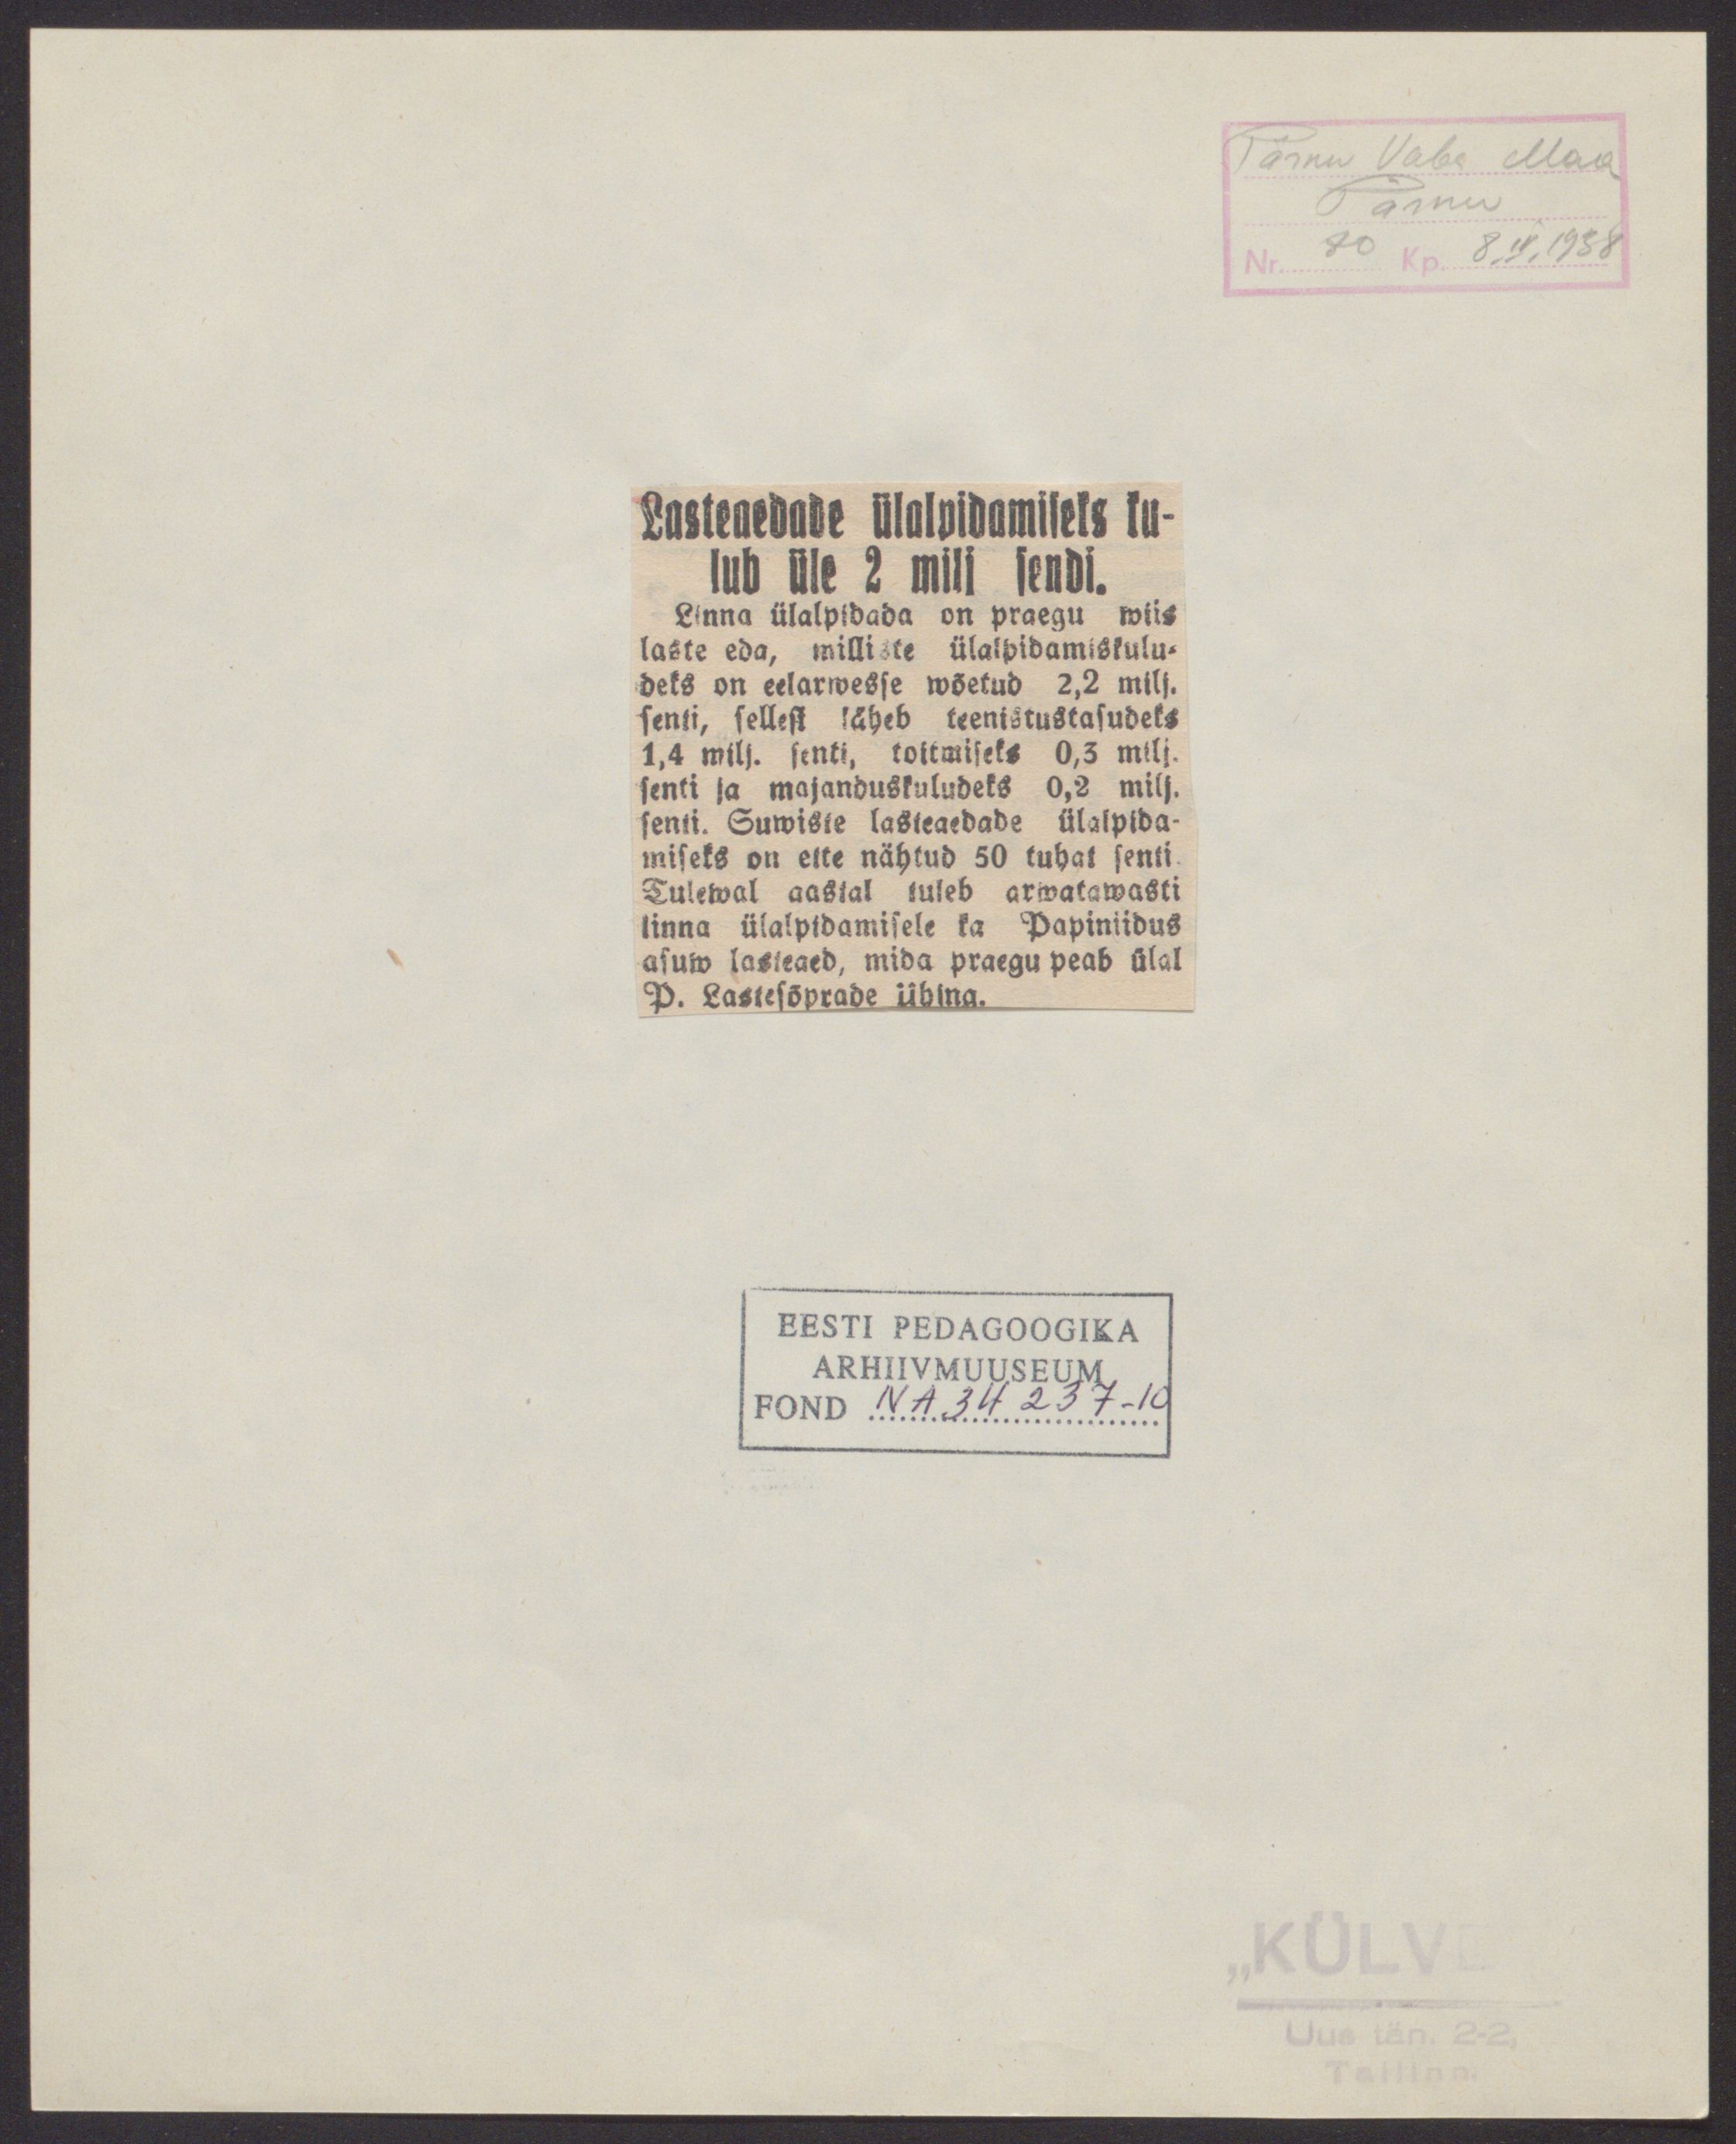 Pärnu Vaba Maa
Pärnu
Nr. 80 Kp. 8.IV.1938
Lasteaedade ülalpidamiseks ku-
lub üle 2 milj sendi.
Linna ülalpidada on praegu wiis
laste eda, milliste ülalpidamiskulu-
deks on eelarwesse wõetud 2,2 milj.
senti, sellest läheb teenistustasudeks
1,4 milj. senti, toitmiseks 0,3 milj.
senti ja majanduskuludeks 0,2 milj.
senti. Suwiste lasteaedade ülalpida-
miseks on ette nähtud 50 tuhat senti.
Tulewal aastal tuleb arwatawasti
linna ülalpidamisele ka Papiniidus
asuw lasteaed, mida praegu peab ülal
P. Lastesõprade Ühing.
EESTI PEDAGOOGIKA
ARHIIVMUUSEUM
FOND NA 34 237-10
Uus tän. 2-2,
Tallinn.